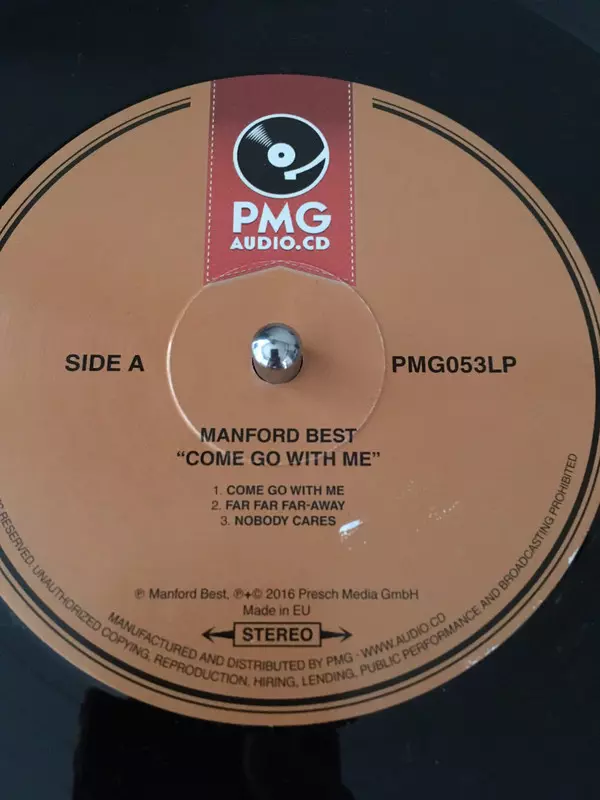 PMG
AUDIO.CD
SIDE A
PMG053LP
MANFORD BEST
“COME GO WITH ME”
1. COME GO WITH ME
2. FAR FAR FAR-AWAY
3. NOBODY CARES
℗ Manford Best, ℗+© 2016 Presch Media GmbH
Made in EU
STEREO
MANUFACTURED AND DISTRIBUTED BY PMG - WWW.AUDIO.CD
RESERVED, UNAUTHORIZED COPYING, REPRODUCTION, HIRING, LENDING, PUBLIC PERFORMANCE AND BROADCASTING PROHIBITED